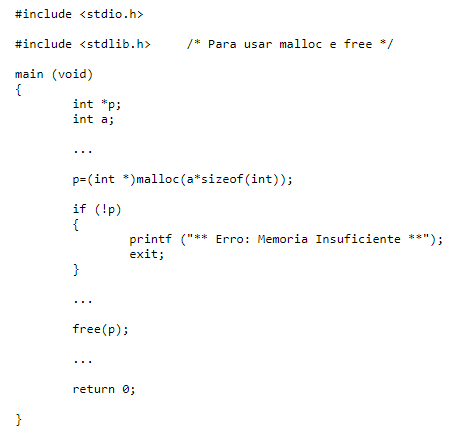 #include <stdio.h>
#include <stdlib.h>     /* Para usar malloc e free */
main (void)
{
        int *p;
        int a;
        ...
        p=(int *)malloc(a*sizeof(int));
        if (!p)
        {
                printf ("** Erro: Memoria Insuficiente **");
                exit;
        }
        ...
        free(p);
        ...
        return 0;
}